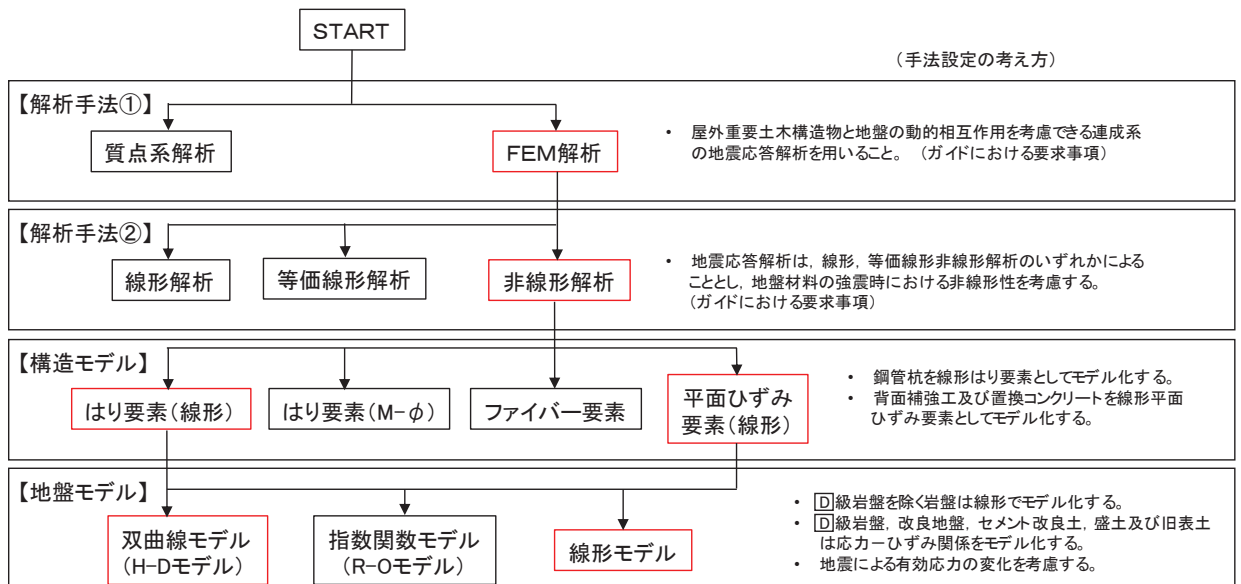 START
(手法設定の考え方)
【解析手法①】
質点系解析
FEM解析
・ 屋外重要土木構造物と地盤の動的相互作用を考慮できる連成系
の地震応答解析を用いること。 (ガイドにおける要求事項)
【解析手法②】
線形解析
等価線形解析
非線形解析
・ 地震応答解析は，線形，等価線形非線形解析のいずれかによる
こととし，地盤材料の強震時における非線形性を考慮する。
(ガイドにおける要求事項)
【構造モデル】
はり要素(線形)
はり要素(M-φ)
ファイバー要素
平面ひずみ
要素(線形)
・ 鋼管杭を線形はり要素としてモデル化する。
・ 背面補強工及び置換コンクリートを線形平面
ひずみ要素としてモデル化する。
【地盤モデル】
双曲線モデル
(H-Dモデル)
指数関数モデル
(R-Oモデル)
線形モデル
・ D級岩盤を除く岩盤は線形でモデル化する。
・ D級岩盤，改良地盤，セメント改良土，盛土及び旧表土
は応力－ひずみ関係をモデル化する。
・ 地震による有効応力の変化を考慮する。